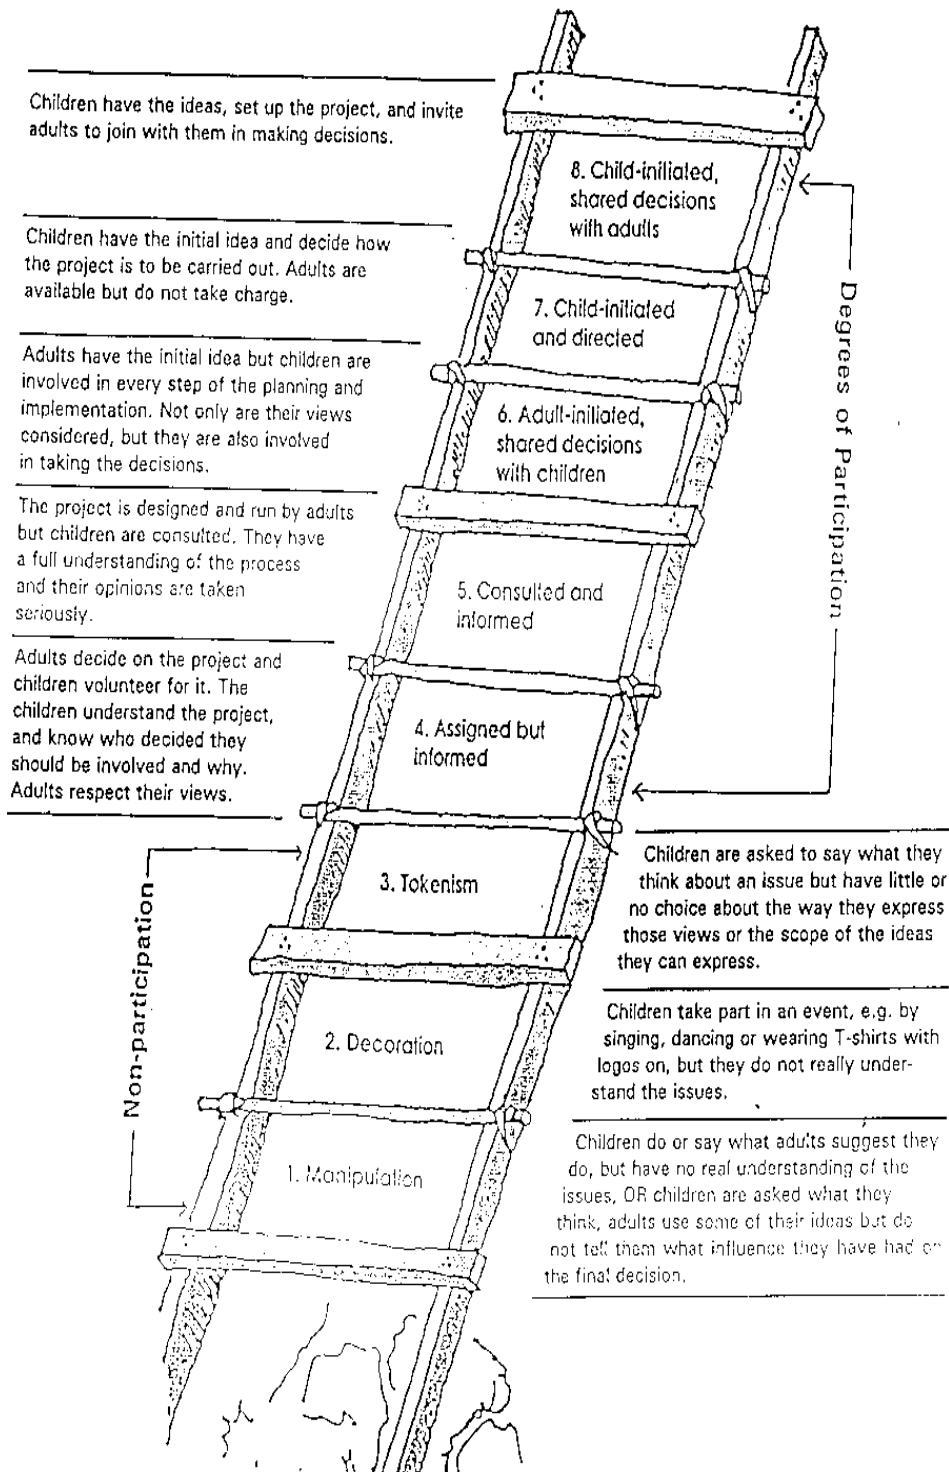 Children have the ideas, set up the project, and invite
adults to join with them in making decisions.
8. Child-initiated,
shared decisions
with adults
Children have the initial idea and decide how
the project is to be carried out. Adults are
available but do not take charge.
7. Child-initiated
and directed
Adults have the initial idea but children are
involved in every step of the planning and
implementation. Not only are their views
considered, but they are also involved
in taking the decisions.
6. Adult-initiated,
shared decisions
with children
The project is designed and run by adults
but children are consulted. They have
a full understanding of the process
and their opinions are taken
seriously.
5. Consulted and
informed
Adults decide on the project and
children volunteer for it. The
children understand the project,
and know who decided they
should be involved and why.
Adults respect their views.
4. Assigned but
informed
Degrees of Participation
3. Tokenism
Children are asked to say what they
think about an issue but have little or
no choice about the way they express
those views or the scope of the ideas
they can express.
2. Decoration
Children take part in an event, e.g. by
singing, dancing or wearing T-shirts with
logos on, but they do not really under-
stand the issues.
1. Manipulation
Children do or say what adults suggest they
do, but have no real understanding of the
issues, OR children are asked what they
think, adults use some of their ideas but do
not tell them what influence they have had on
the final decision.
Non-participation